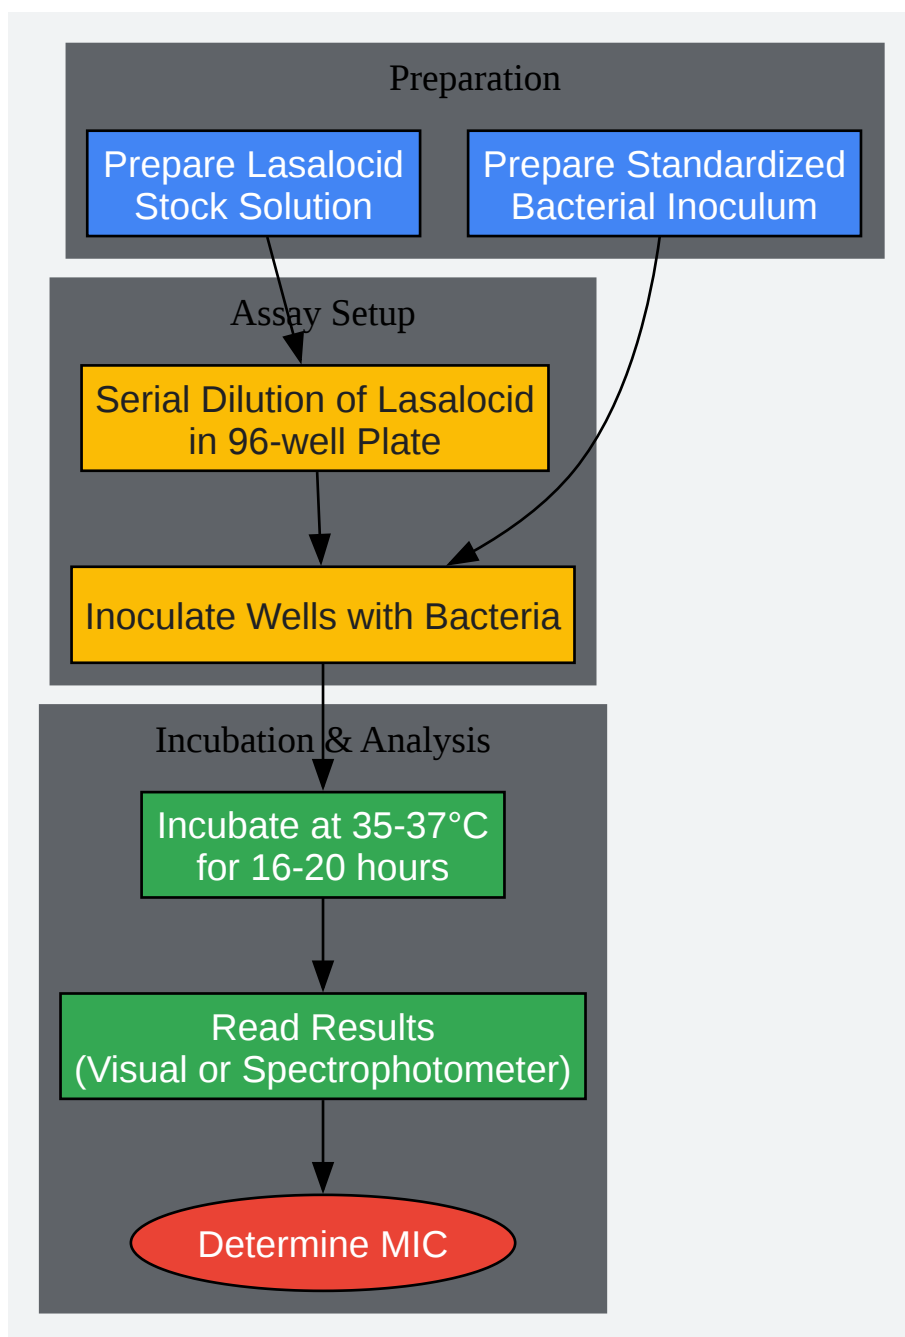 Preparation
Prepare Lasalocid
Stock Solution
Prepare Standardized
Bacterial Inoculum
Assay Setup
Serial Dilution of Lasalocid
in 96-well Plate
Inoculate Wells with Bacteria
Incubation & Analysis
Incubate at 35-37°C
for 16-20 hours
Read Results
(Visual or Spectrophotometer)
Determine MIC